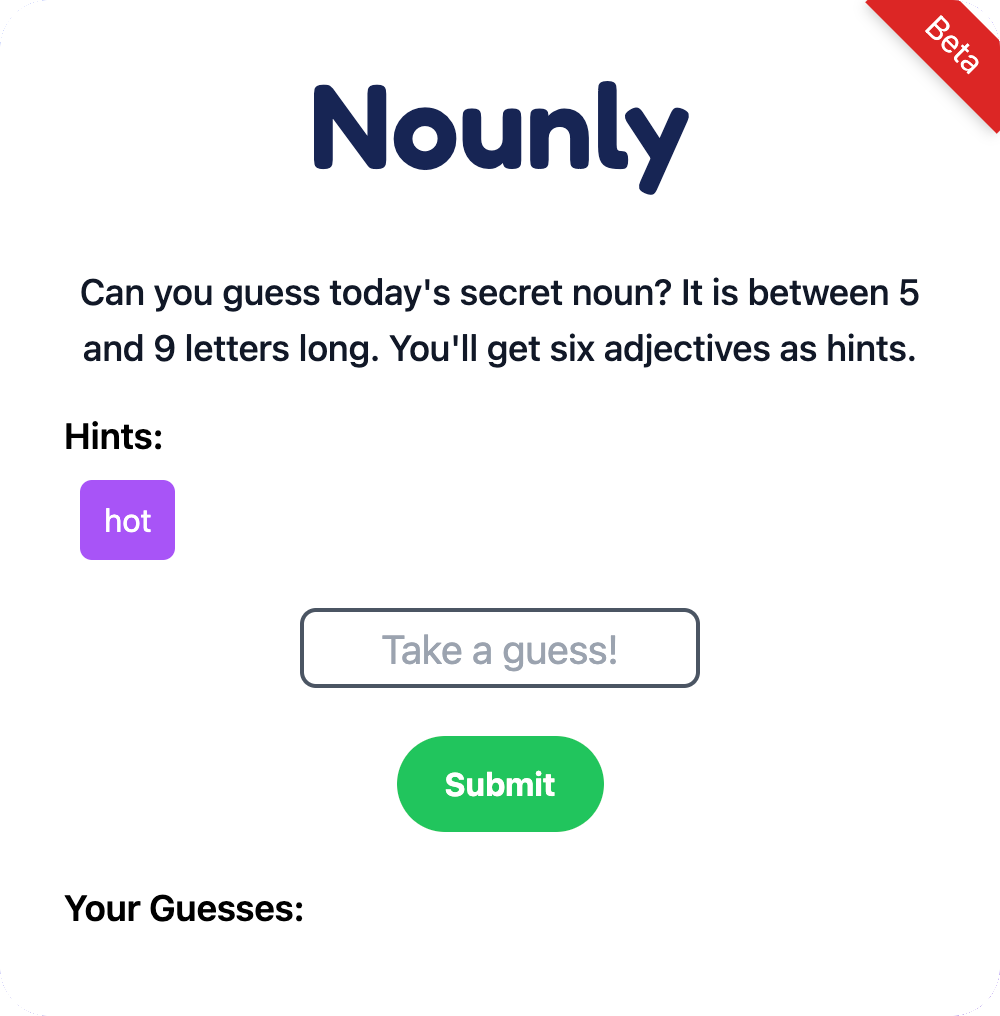 Beta
Nounly
Can you guess today's secret noun? It is between 5
and 9 letters long. You'll get six adjectives as hints.
Hints:
hot
Take a guess!
Submit
Your Guesses: